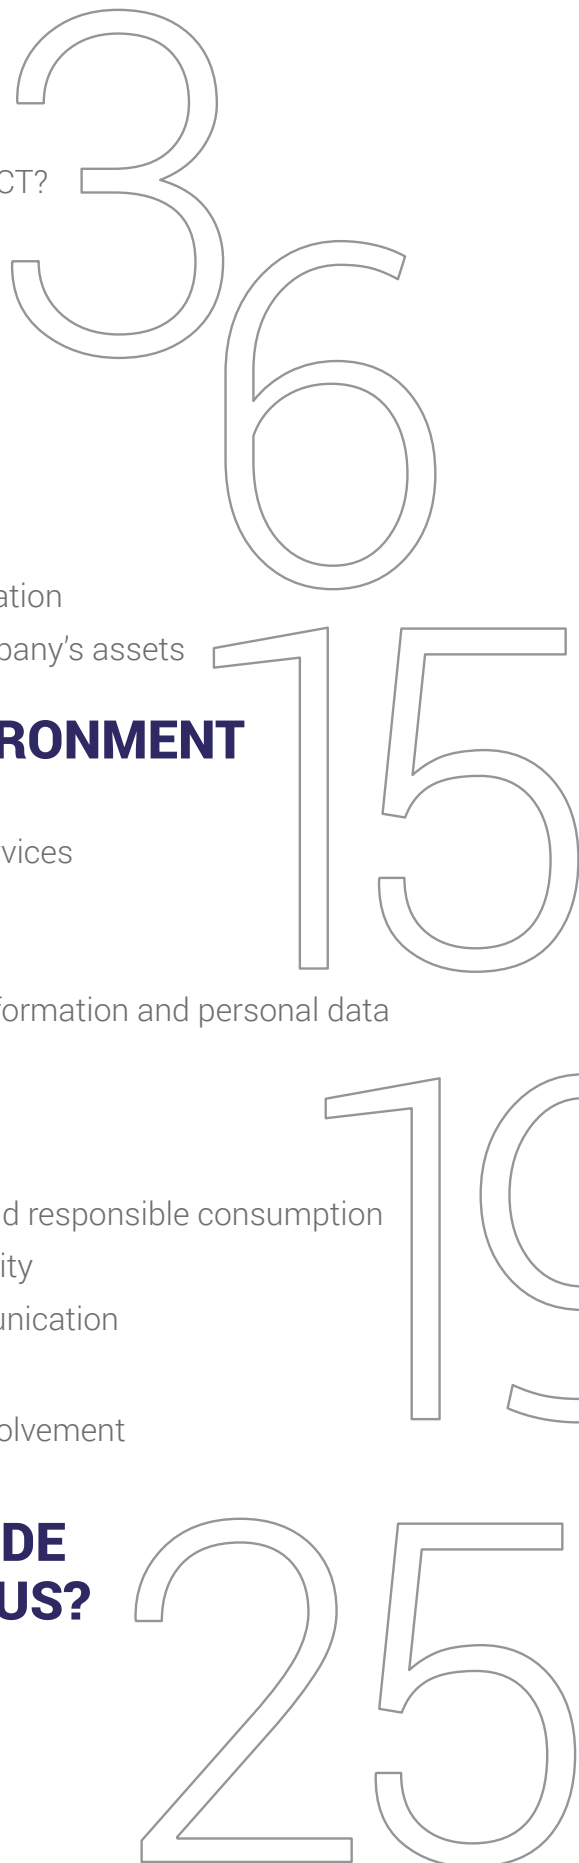 3
CT?
6
ation
pany's assets
15
RONMENT
vices
formation and personal data
19
d responsible consumption
ity
unication
olvement
DE
US?
25